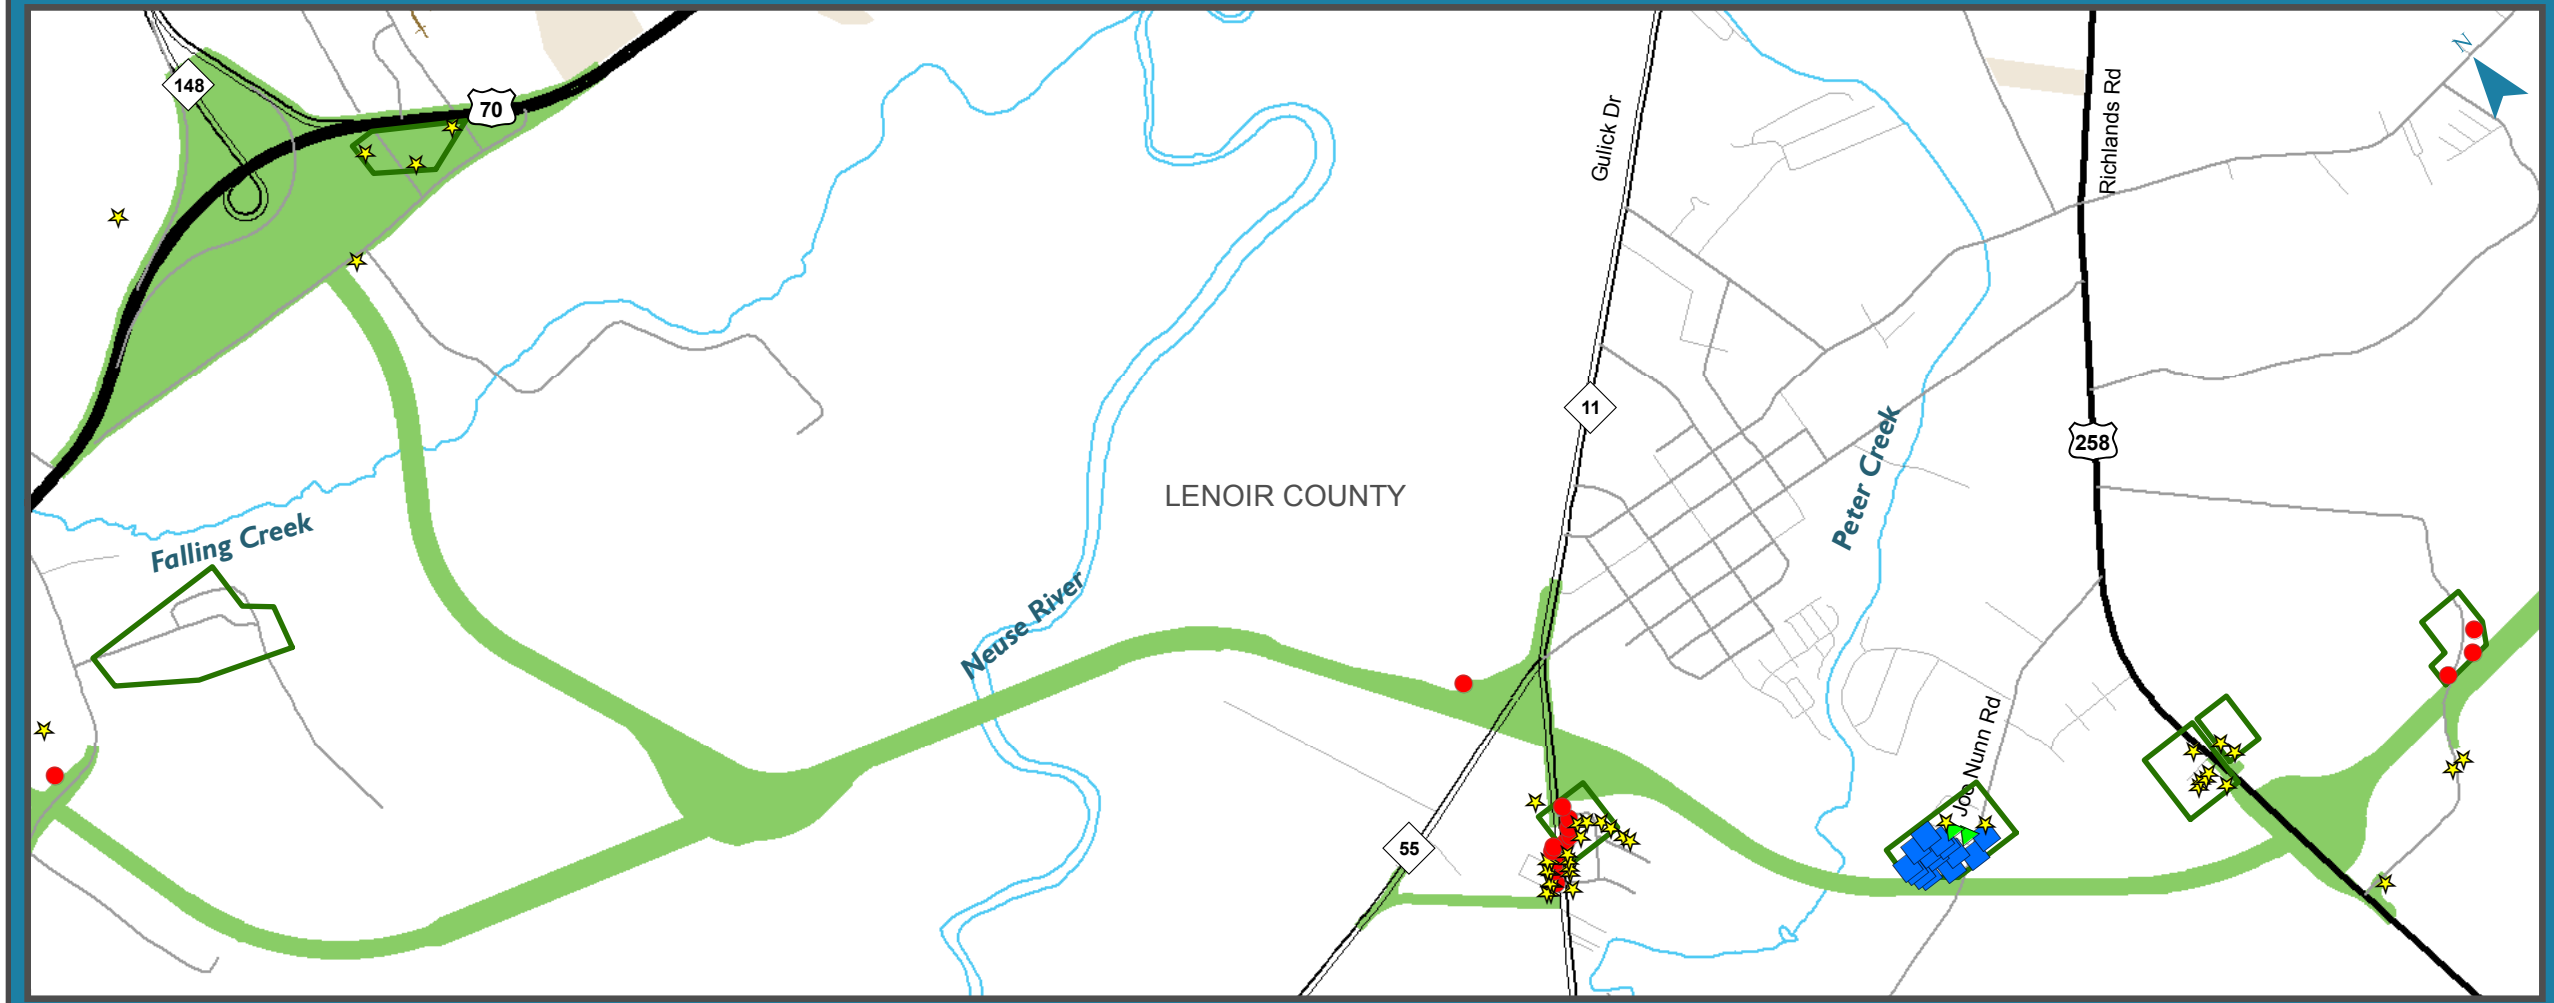 N
148
70
Gulick Dr
Richlands Rd
11
Peter Creek
258
LENOIR COUNTY
Falling Creek
Neuse River
Joe Nunn Rd
55